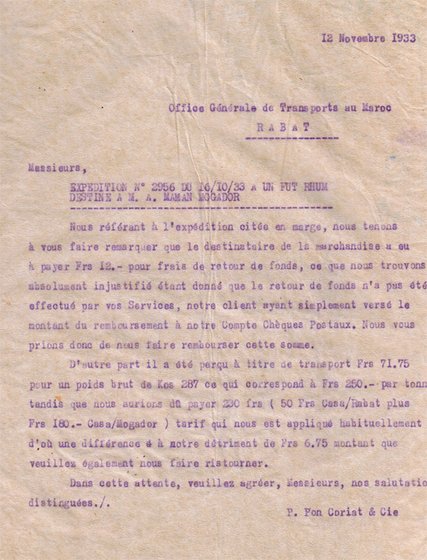 12 Novembre 1933
Office Générale de Transports au Maroc
R A B A T
Messieurs,
EXPEDITION N° 2956 DU 16/10/33 A UN FUT RHUM
DESTINE A M. A. MAMAN MOGADOR
Nous référant à l'expédition citée en marge, nous tenons
à vous faire remarquer que le destinatoire de la marchandise a eu
à payer Frs 12.- pour frais de retour de fonds, ce que nous trouvons
absolument injustifié étant donné que le retour de fonds n'a pas été
effectué par vos Services, notre client ayant simplement versé le
montant du remboursement à notre Compte Chèques Postaux. Nous vous
prions donc de nous faire rembourser cette somme.
D'autre part il a été perçu à titre de transport Frs 71.75
pour un poids brut de Kgs 287 ce qui correspond à Frs 250.- par tonn
tandis que nous aurions dû payer 230 frs ( 50 Frs Casa/Rabat plus
Frs 180.- Casa/Mogador ) tarif qui nous est appliqué habituellement
d'où une différence à notre détriment de Frs 6.75 montant que
veuillez également nous faire ristourner.
Dans cette attente, veuillez agréer, Messieurs, nos salutatio
distinguées./.
P. Pon Coriat & Cie